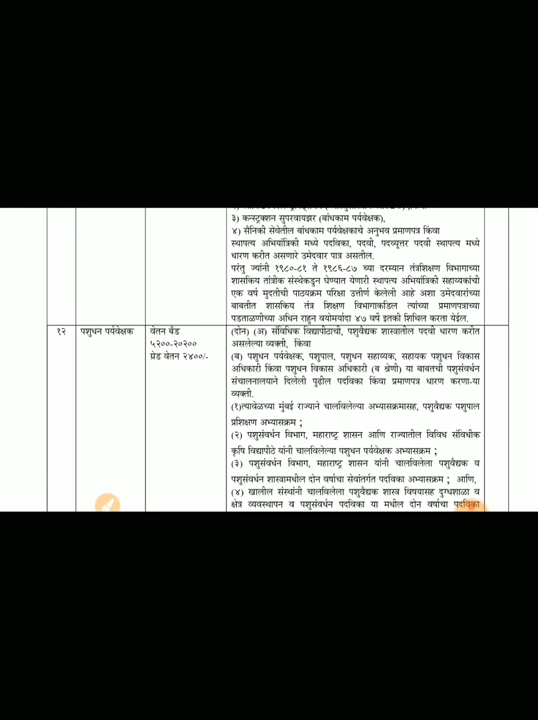 ३) कन्स्ट्रक्शन सुपरवायझर (बांधकाम पर्यवेक्षक),
४) सैनिकी सेवेतील बांधकाम पर्यवेक्षकाचे अनुभव प्रमाणपत्र किंवा
स्थापत्य अभियांत्रिकी मध्ये पदविका, पदवी, पदव्युत्तर पदवी स्थापत्य मध्ये
धारण करीत असणारे उमेदवार पात्र असतील.
परंतु ज्यांनी १९८०-८१ ते १९८६-८७ च्या दरम्यान तंत्रशिक्षण विभागाच्या
शासकिय तांत्रीक संस्थेकडुन घेण्यात येणारी स्थापत्य अभियांत्रिकी सहाय्यकांची
एक वर्ष मुदतीची पाठयक्रम परिक्षा उत्तीर्ण केलेली आहे अशा उमेदवारांच्या
बाबतीत शासकिय तंत्र शिक्षण विभागाकडिल त्यांच्या प्रमाणपत्राच्या
पडताळणीच्या अधिन राहुन वयोमर्यादा ४७ वर्षे इतकी शिथिल करता येईल.
१२
पशुधन पर्यवेक्षक
वेतन बँड
५२००-२०२००
ग्रेड वेतन २४००/-
(दोन) (अ) संविधिक विद्यापीठाची, पशुवैद्यक शास्त्रातील पदवी धारण करीत
असलेल्या व्यक्ती, किंवा
(ब) पशुधन पर्यवेक्षक, पशुपाल, पशुधन सहाय्यक, सहायक पशुधन विकास
अधिकारी किंवा पशुधन विकास अधिकारी (ब श्रेणी) या बाबतची पशुसंवर्धन
संचालनालयाने दिलेली पुढील पदविका किंवा प्रमाणपत्र धारण करणा-या
व्यक्ती.
(१)त्यावेळच्या मुंबई राज्याने चालविलेल्या अभ्यासक्रमासह, पशुवैद्यक पशुपाल
प्रशिक्षण अभ्यासक्रम ;
(२) पशुसंवर्धन विभाग, महाराष्ट्र शासन आणि राज्यातील विविध संविधीक
कृषि विद्यापीठे यांनी चालविलेल्या पशुधन पर्यवेक्षक अभ्यासक्रम ;
(३) पशुसंवर्धन विभाग, महाराष्ट्र शासन यांनी चालविलेला पशुवैद्यक व
पशुसंवर्धन शास्त्रामधील दोन वर्षाचा सेवांतर्गत पदविका अभ्यासक्रम ; आणि,
(४) खालील संस्थांनी चालविलेला पशुवैद्यक शास्त्र विषयासह दुग्धशाळा व
क्षेत्र व्यवस्थापन व पशुसंवर्धन पदविका या मधील दोन वर्षाचा पदविका